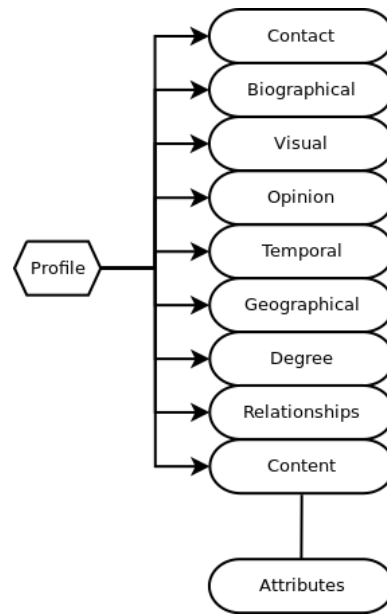 Contact
Biographical
Visual
Opinion
Temporal
Profile
Geographical
Degree
Relationships
Content
Attributes